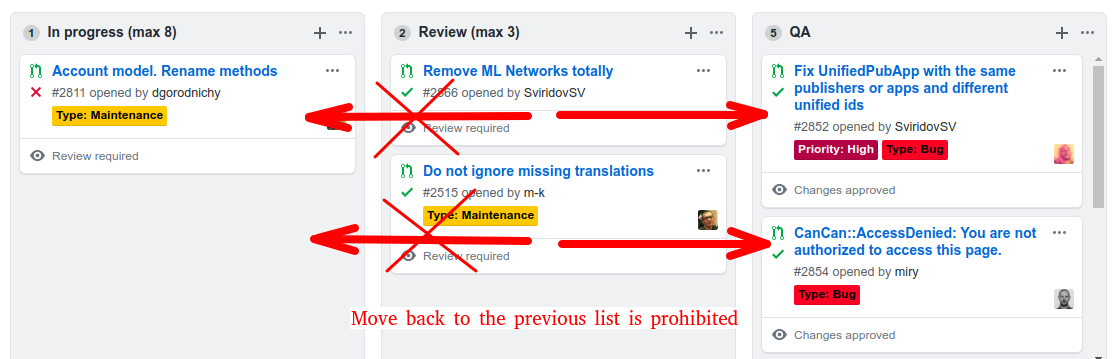 1 In progress (max 8)
Account model. Rename methods
#2811 opened by dgorodnichy
Type: Maintenance
Review required
2 Review (max 3)
Remove ML Networks totally
#2866 opened by SviridovSV
Review required
Do not ignore missing translations
#2515 opened by m-k
Type: Maintenance
Review required
5 QA
Fix UnifiedPubApp with the same
publishers or apps and different
unified ids
#2852 opened by SviridovSV
Priority: High Type: Bug
Changes approved
CanCan::AccessDenied: You are not
authorized to access this page.
#2854 opened by miry
Type: Bug
Changes approved
Move back to the previous list is prohibited